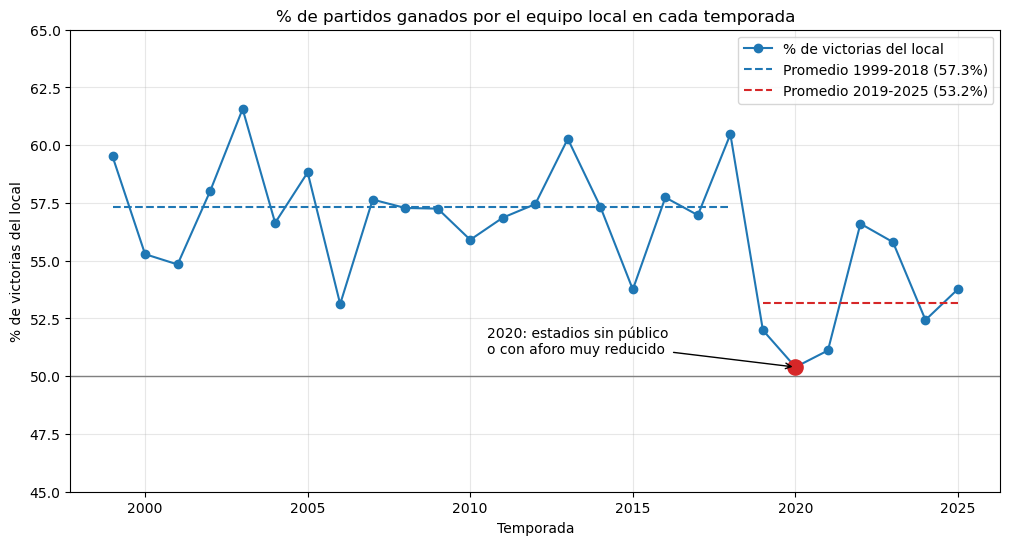 % de partidos ganados por el equipo local en cada temporada
% de victorias del local
Promedio 1999-2018 (57.3%)
Promedio 2019-2025 (53.2%)
65.0
62.5
60.0
57.5
55.0
52.5
50.0
47.5
45.0
% de victorias del local
2020: estadios sin público
o con aforo muy reducido
2000
2005
2010
2015
2020
2025
Temporada